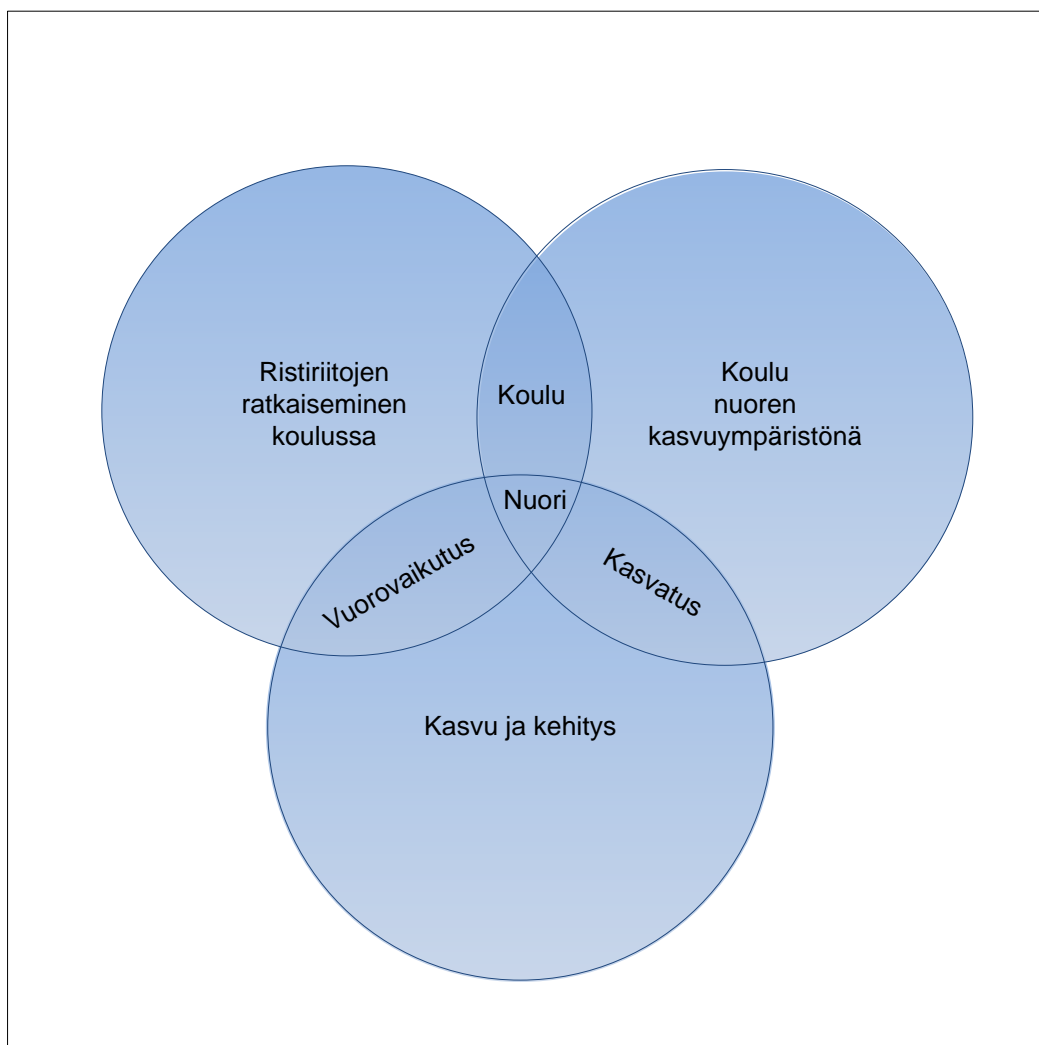 Ristiriitojen
ratkaiseminen
koulussa
Koulu
Koulu
nuoren
kasvuympäristönä
Nuori
Vuorovaikutus
Kasvatus
Kasvu ja kehitys